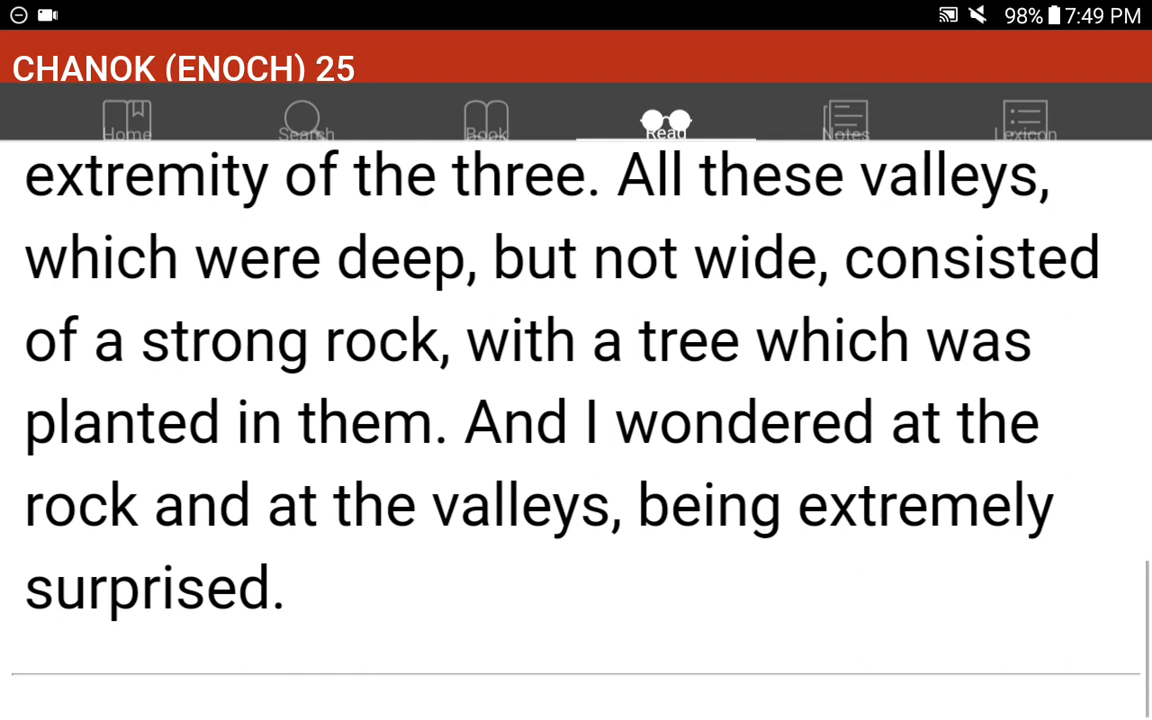 98% 7:49 PM
CHANOK (ENOCH) 25
Home Search Book Read Notes Lexicon
extremity of the three. All these valleys,
which were deep, but not wide, consisted
of a strong rock, with a tree which was
planted in them. And I wondered at the
rock and at the valleys, being extremely
surprised.